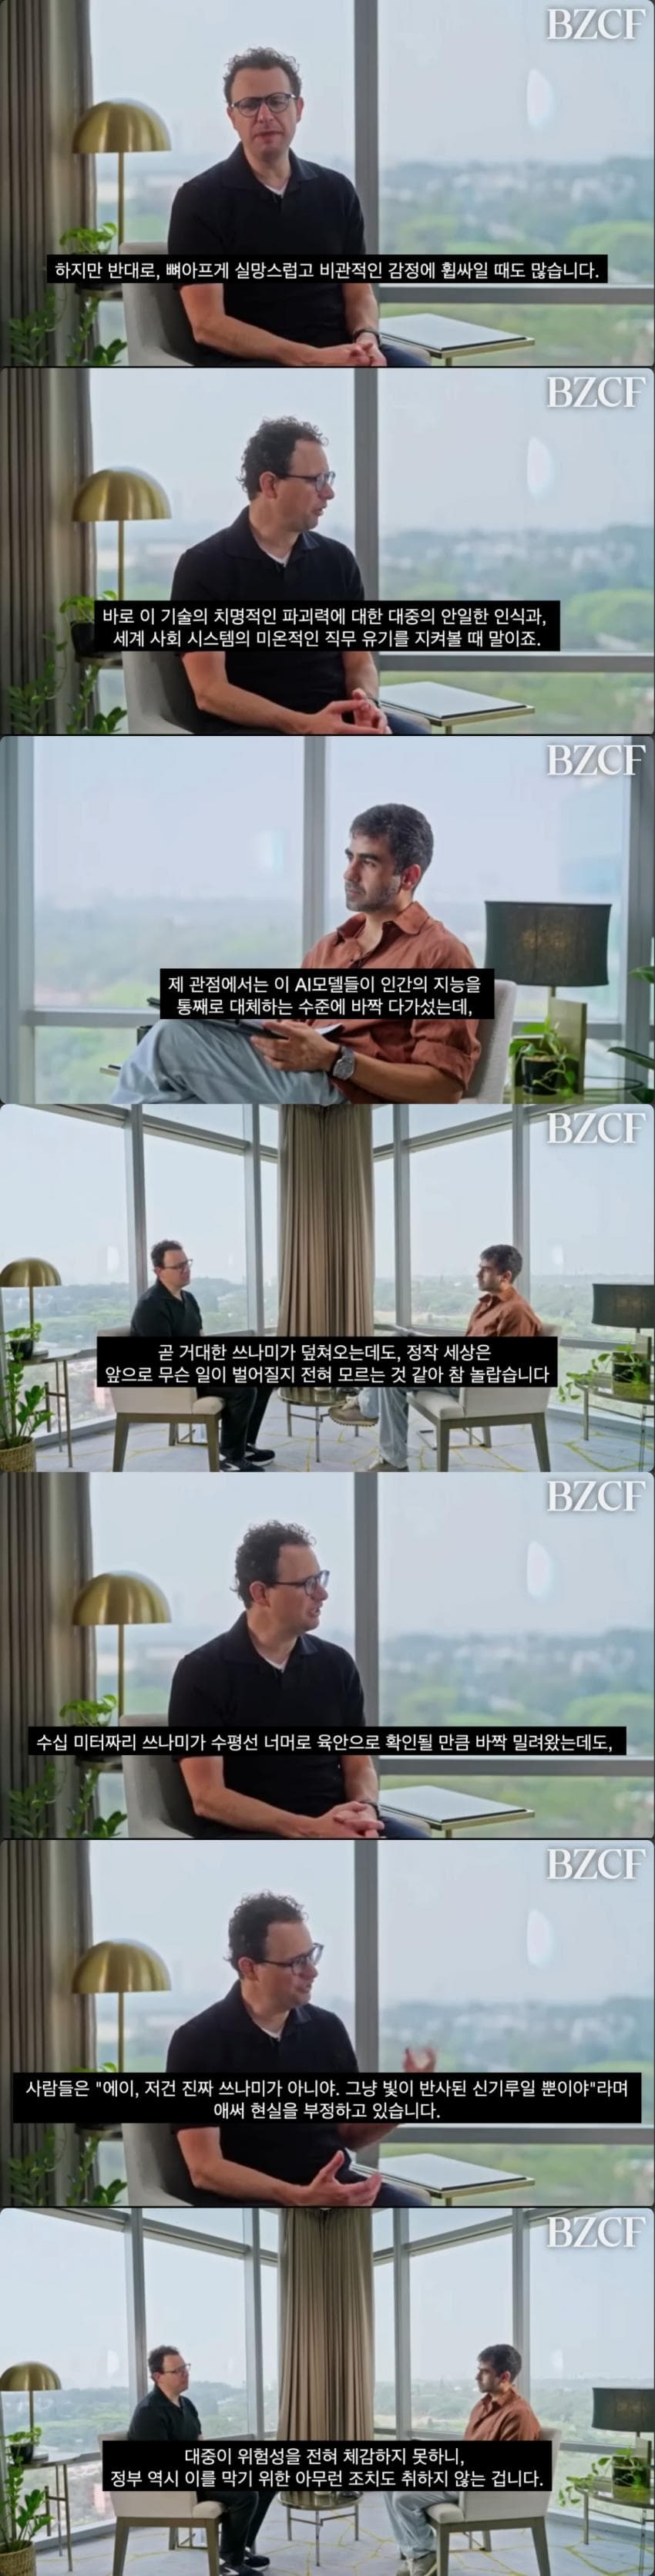 BZCF
하지만 반대로, 뼈아프게 실망스럽고 비관적인 감정에 휩싸일 때도 많습니다.
BZCF
바로 이 기술의 치명적인 파괴력에 대한 대중의 안일한 인식과,
세계 사회 시스템의 미온적인 직무 유기를 지켜볼 때 말이죠.
BZCF
제 관점에서는 이 AI모델들이 인간의 지능을
통째로 대체하는 수준에 바짝 다가섰는데,
BZCF
곧 거대한 쓰나미가 덮쳐오는데도, 정작 세상은
앞으로 무슨 일이 벌어질지 전혀 모르는 것 같아 참 놀랍습니다
BZCF
수십 미터짜리 쓰나미가 수평선 너머로 육안으로 확인될 만큼 바짝 밀려왔는데도,
BZCF
사람들은 "에이, 저건 진짜 쓰나미가 아니야. 그냥 빛이 반사된 신기루일 뿐이야"라며
애써 현실을 부정하고 있습니다.
BZCF
대중이 위험성을 전혀 체감하지 못하니,
정부 역시 이를 막기 위한 아무런 조치도 취하지 않는 겁니다.